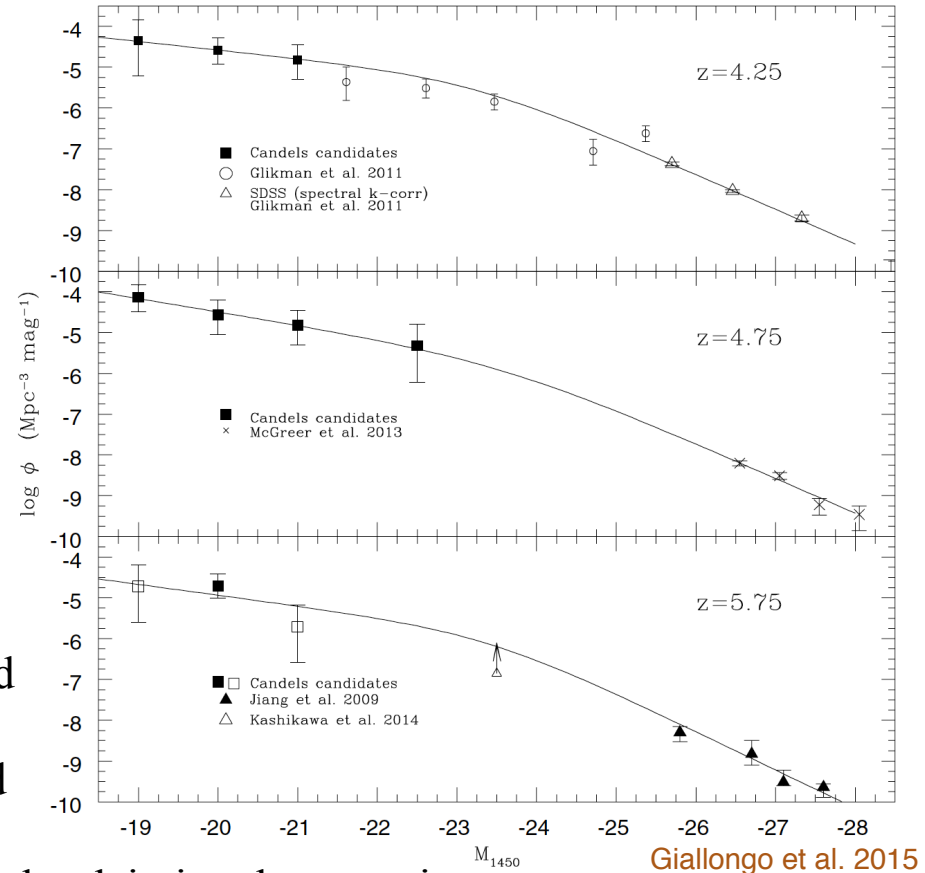 -4
-5
-6
-7
-8
-9
-10
z=4.25
■ Candels candidates
○ Glikman et al. 2011
△ SDSS (spectral k-corr)
Glikman et al. 2011
-4
-5
-6
-7
-8
-9
-10
z=4.75
■ Candels candidates
× McGreer et al. 2013
log ϕ (Mpc⁻³ mag⁻¹)
-4
-5
-6
-7
-8
-9
-10
z=5.75
■ □ Candels candidates
▲ Jiang et al. 2009
△ Kashikawa et al. 2014
-19 -20 -21 -22 -23 -24 -25 -26 -27 -28
M₁₄₅₀
Giallongo et al. 2015